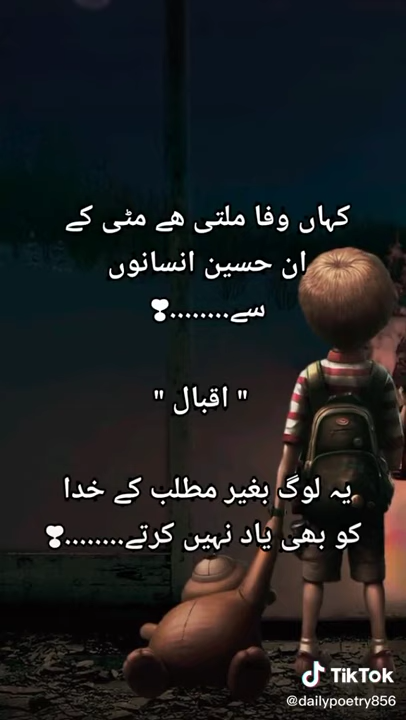 کہاں وفا ملتی ھے مٹی کے
ان حسین انسانوں
سے........❣
" اقبال "
یہ لوگ بغیر مطلب کے خدا
کو بھی یاد نہیں کرتے........❣
TikTok
@dailypoetry856